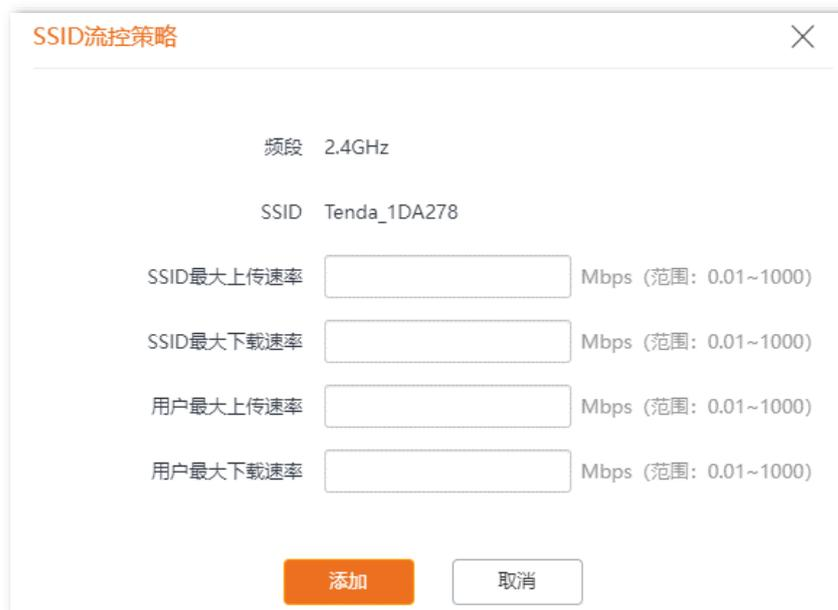 SSID流控策略
频段 2.4GHz
SSID Tenda_1DA278
SSID最大上传速率 Mbps (范围：0.01~1000)
SSID最大下载速率 Mbps (范围：0.01~1000)
用户最大上传速率 Mbps (范围：0.01~1000)
用户最大下载速率 Mbps (范围：0.01~1000)
添加 取消